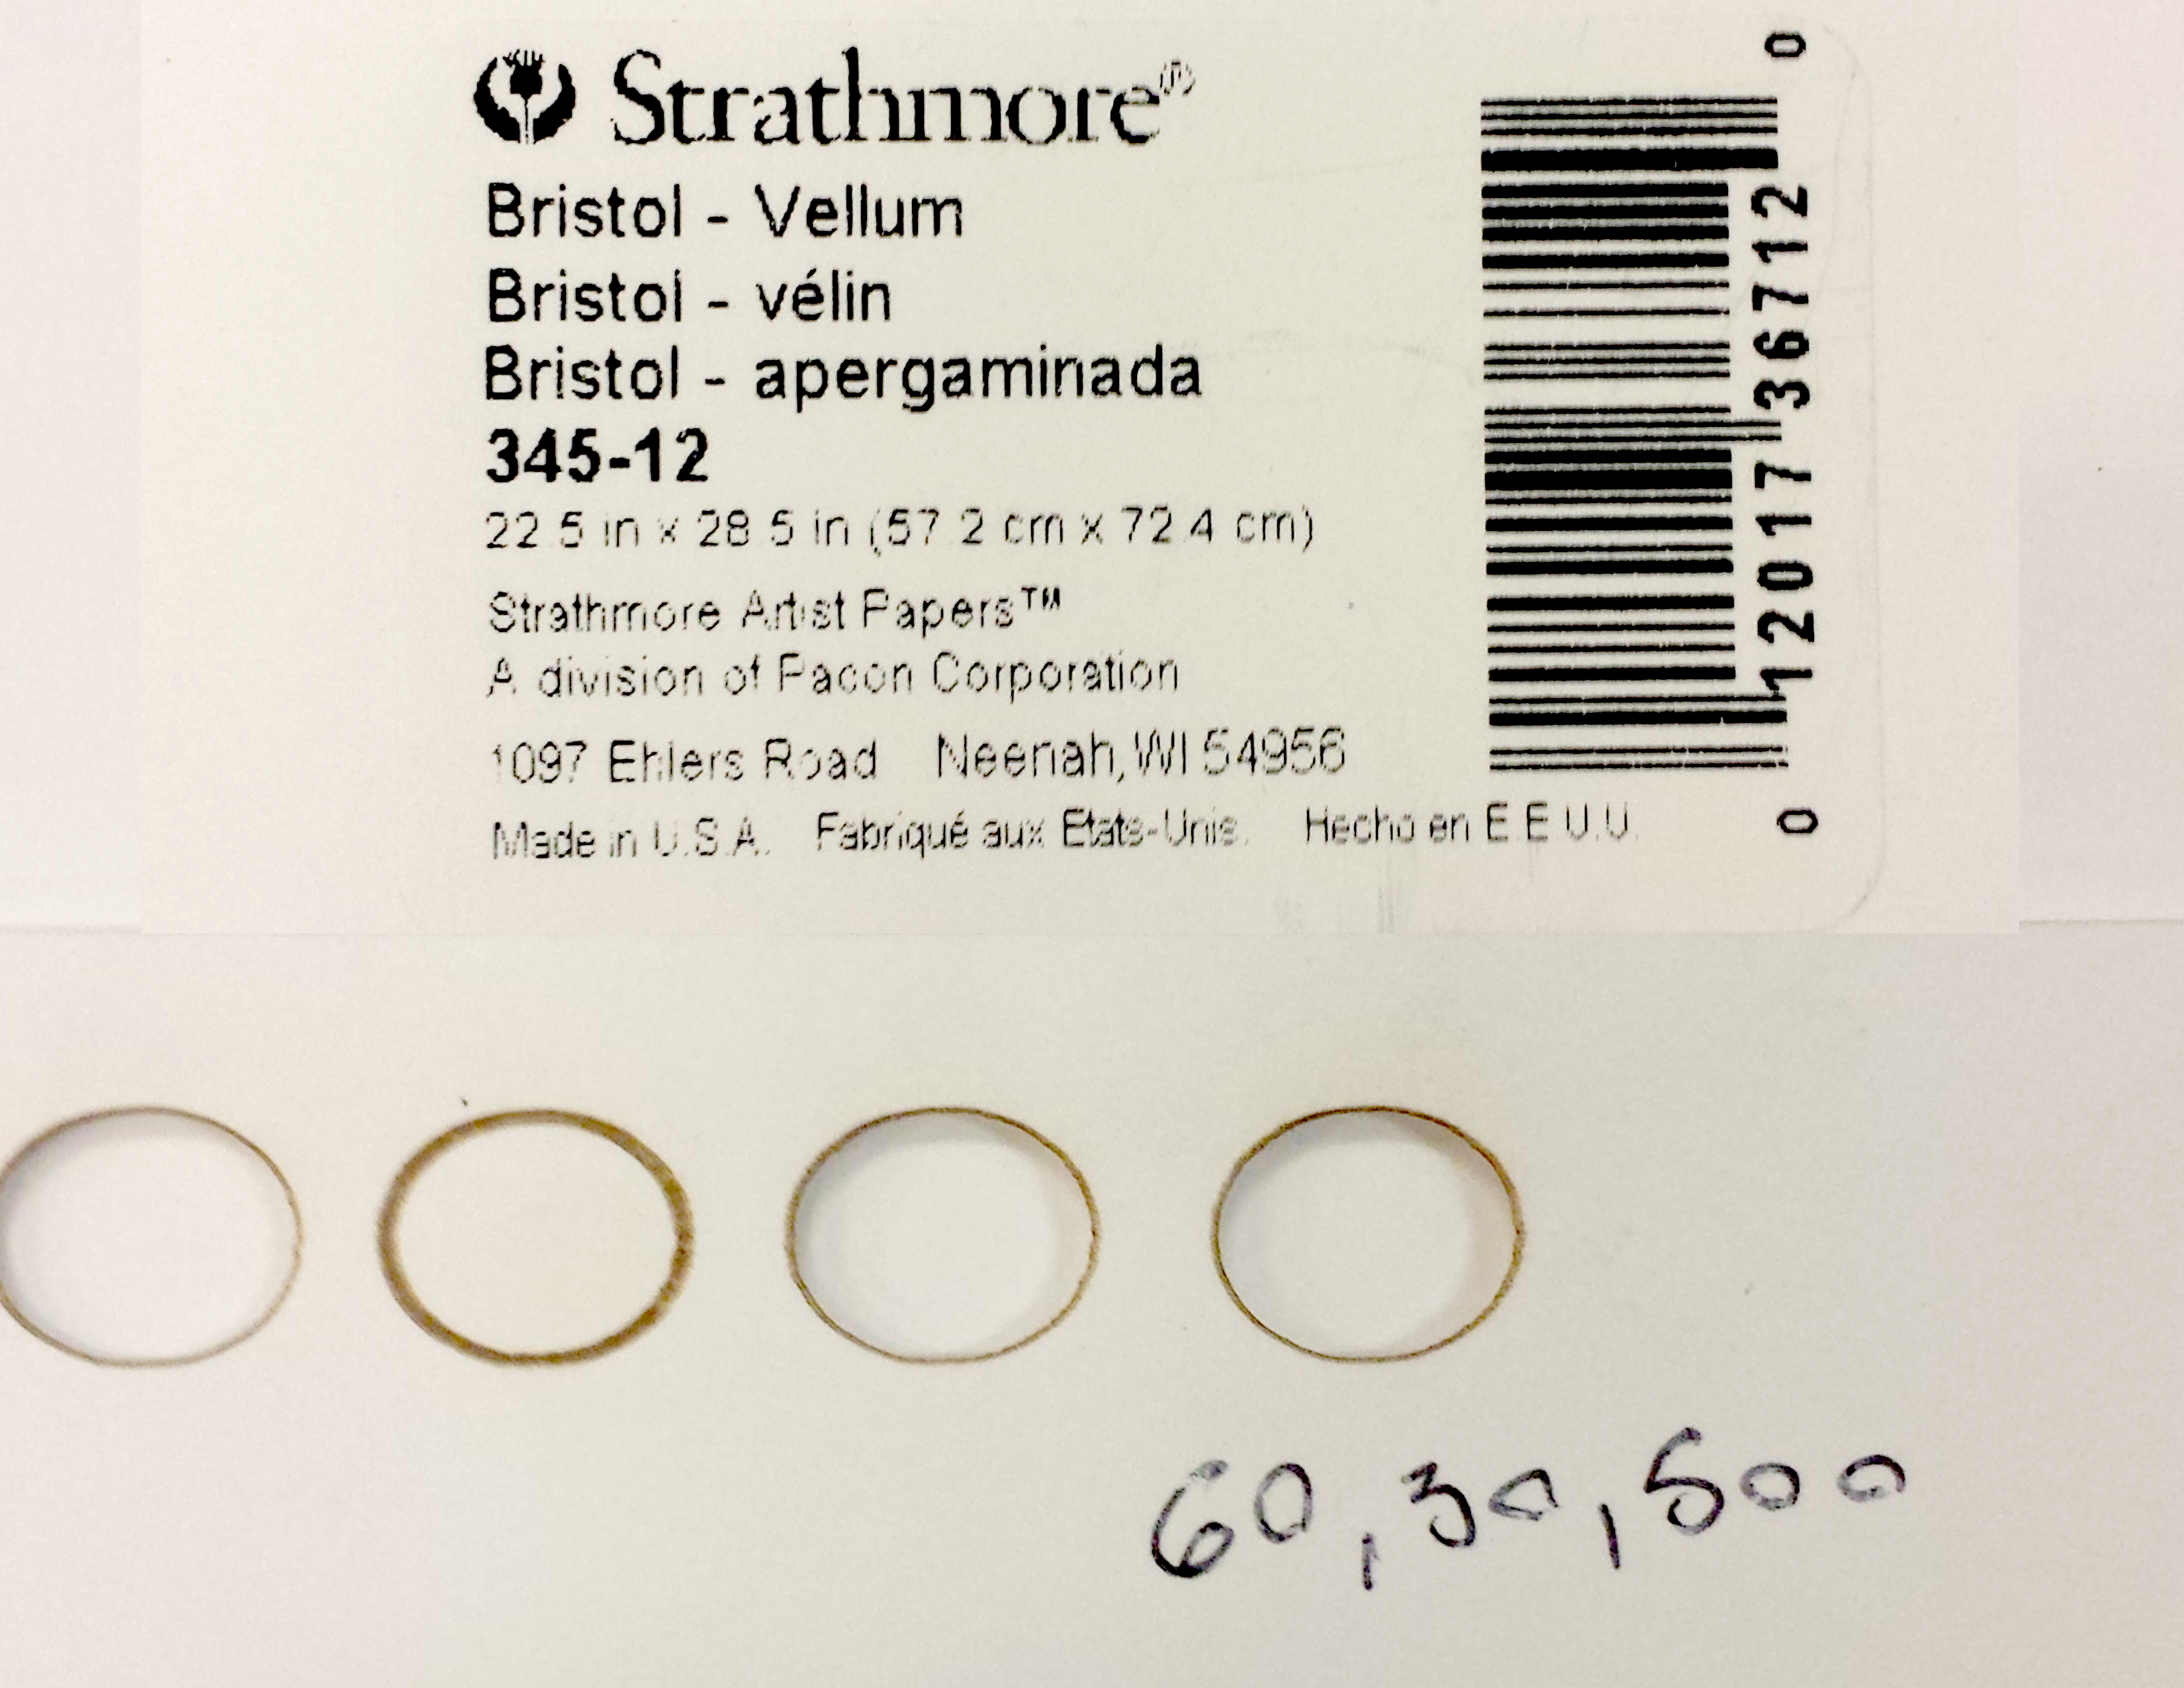 Strathmore®
Bristol - Vellum
Bristol - vélin
Bristol - apergaminada
345-12
22.5 in x 28.5 in (57.2 cm x 72.4 cm)
Strathmore Artist Papers™
A division of Pacon Corporation
1097 Ehlers Road Neenah, WI 54956
Made in U.S.A. Fabriqué aux Etats-Unis. Hecho en E.E.U.U.
0 12017 36712 0
60, 30, 500